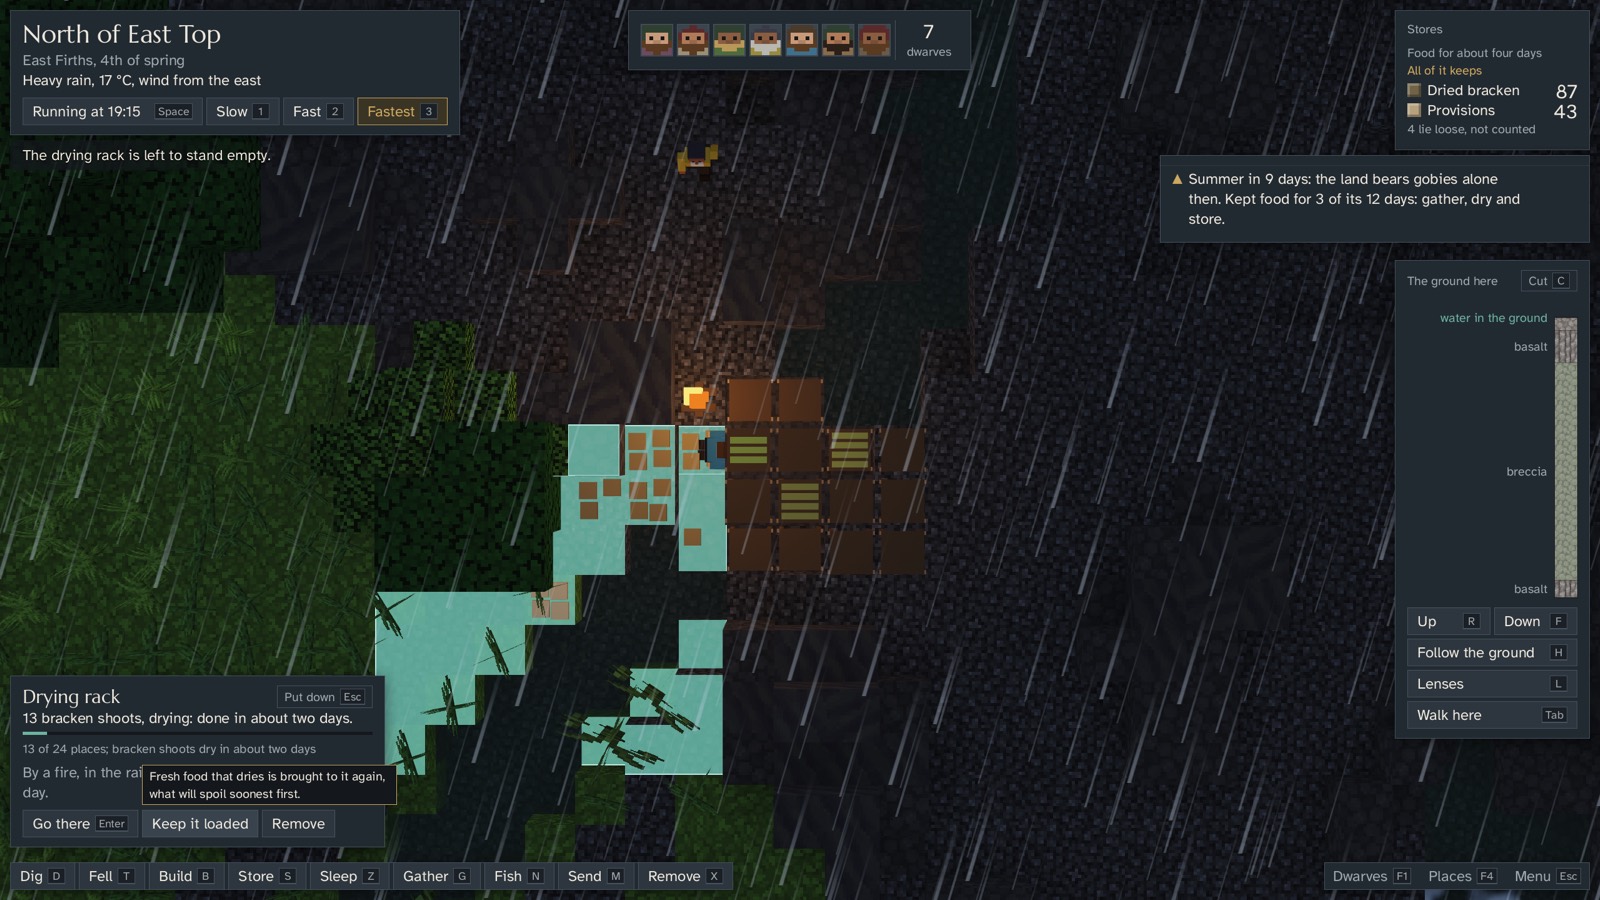 North of East Top
East Firths, 4th of spring
Heavy rain, 17 °C, wind from the east
Running at 19:15 Space Slow 1 Fast 2 Fastest 3
The drying rack is left to stand empty.
7
dwarves
Stores
Food for about four days
All of it keeps
Dried bracken 87
Provisions 43
4 lie loose, not counted
Summer in 9 days: the land bears gobies alone
then. Kept food for 3 of its 12 days: gather, dry and
store.
The ground here Cut C
water in the ground
basalt
breccia
basalt
Up R Down F
Follow the ground H
Lenses L
Walk here Tab
Drying rack Put down Esc
13 bracken shoots, drying: done in about two days.
13 of 24 places; bracken shoots dry in about two days
By a fire, in the
day.
Fresh food that dries is brought to it again,
what will spoil soonest first.
Go there Enter Keep it loaded Remove
Dig D Fell T Build B Store S Sleep Z Gather G Fish N Send M Remove X
Dwarves F1 Places F4 Menu Esc